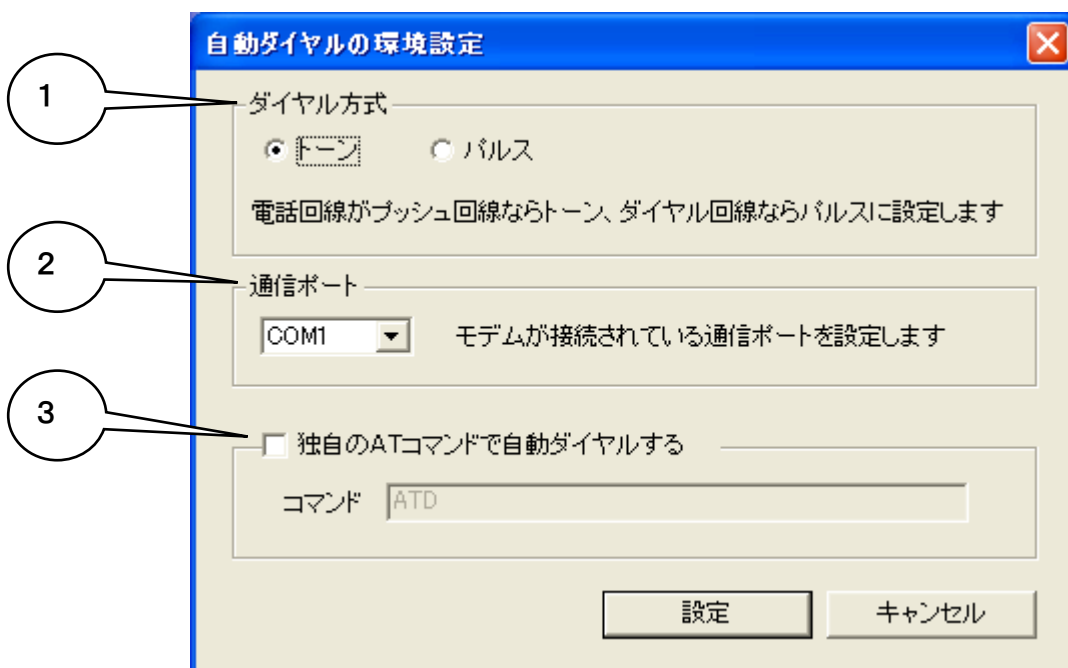 自動ダイヤルの環境設定
1
ダイヤル方式
トーン パルス
電話回線がプッシュ回線ならトーン、ダイヤル回線ならパルスに設定します
2
通信ポート
COM1 モデムが接続されている通信ポートを設定します
3
独自のATコマンドで自動ダイヤルする
コマンド ATD
設定 キャンセル